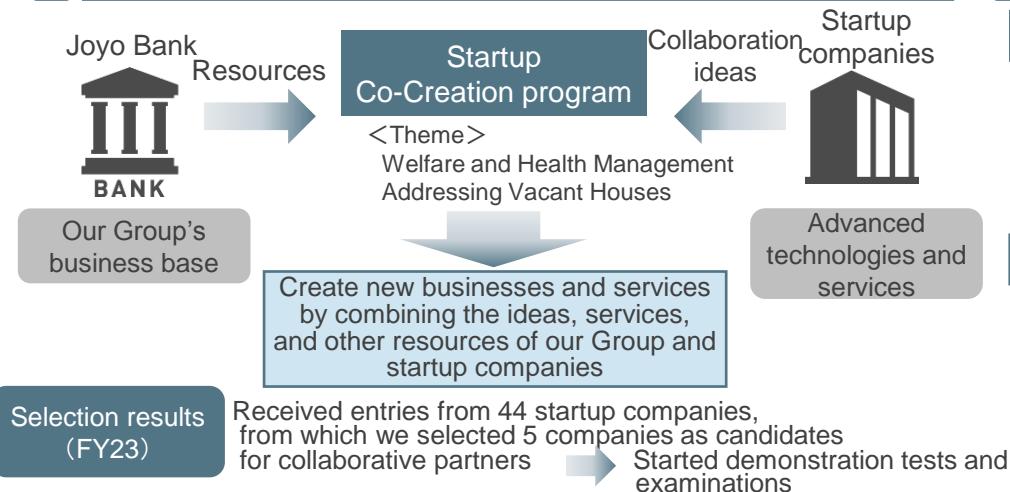 Joyo Bank
Resources
BANK
Our Group's
business base
Startup
Co-Creation program
<Theme>
Welfare and Health Management
Addressing Vacant Houses
Collaboration
ideas
Startup
companies
Advanced
technologies and
services
Create new businesses and services
by combining the ideas, services,
and other resources of our Group and
startup companies
Selection results
（FY23）
Received entries from 44 startup companies,
from which we selected 5 companies as candidates
for collaborative partners
Started demonstration tests and
examinations